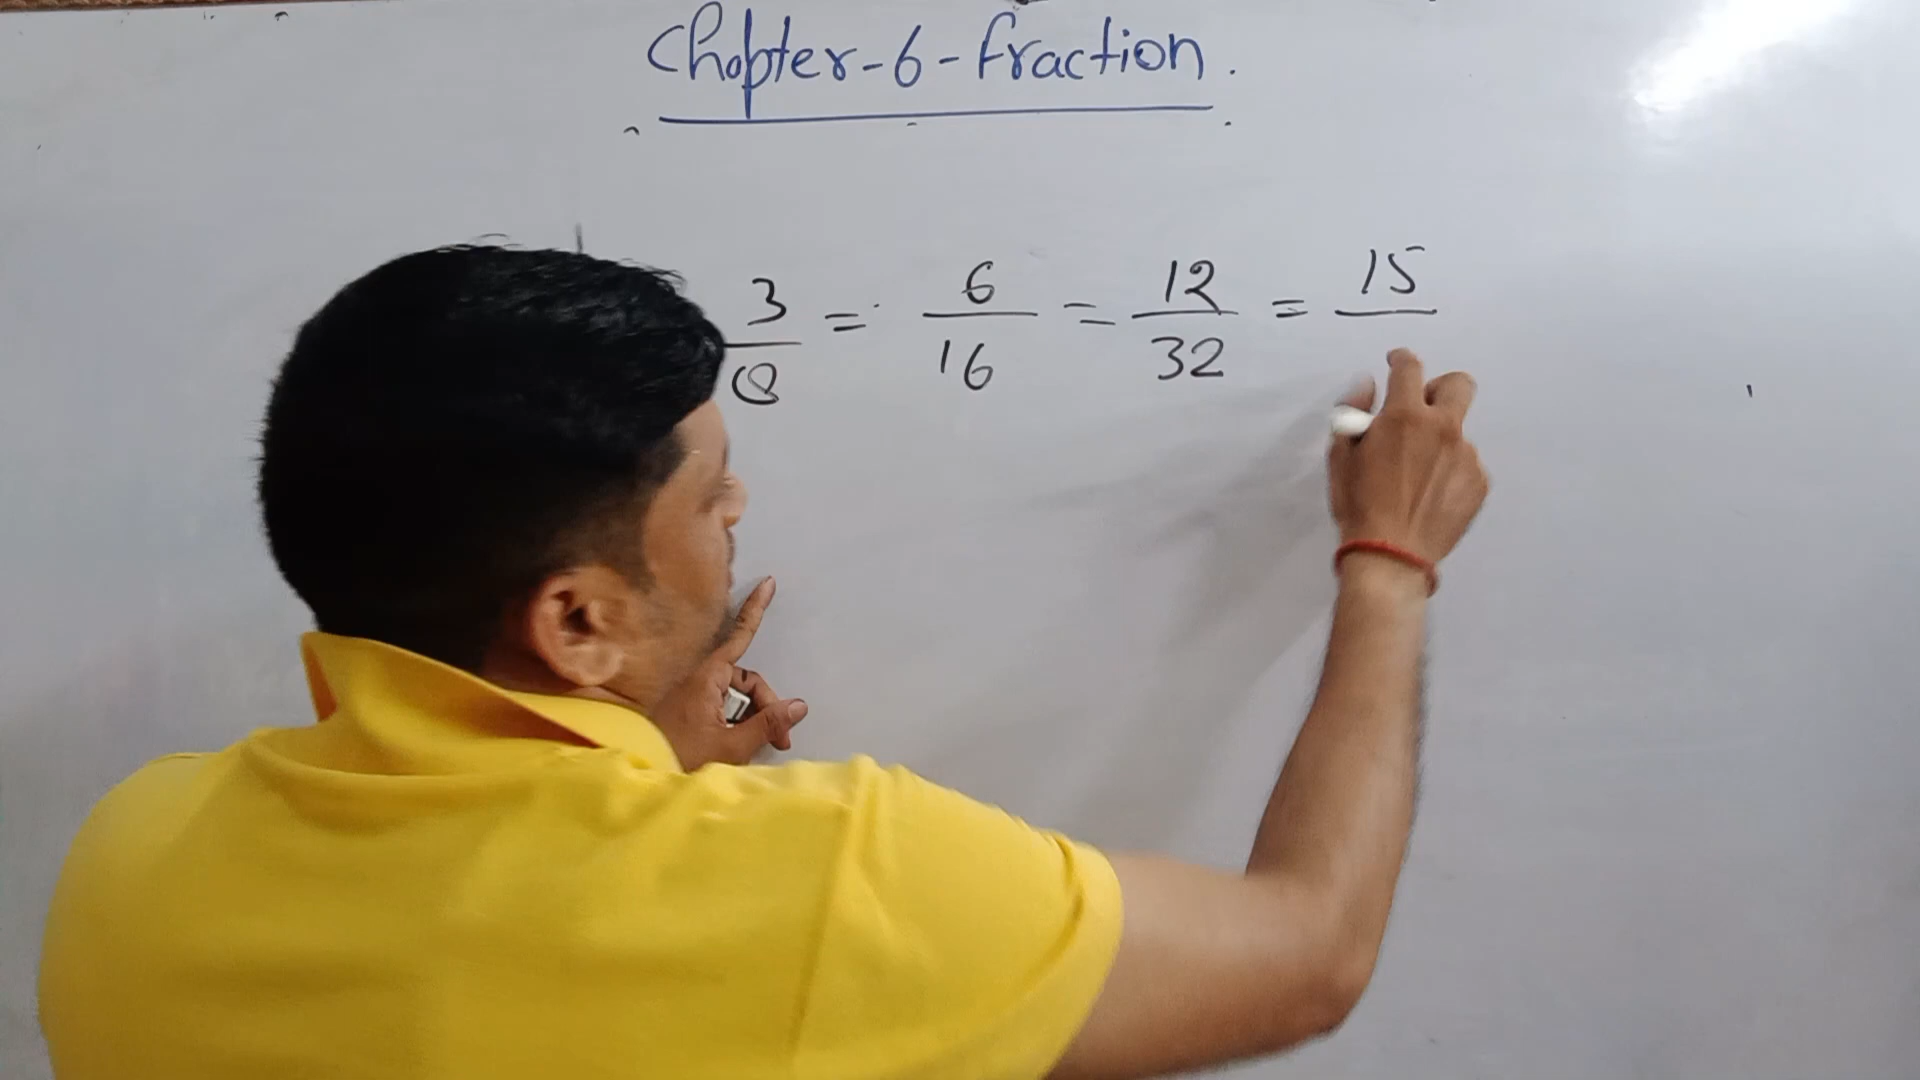 Chapter-6-fraction.
3/8 = 6/16 = 12/32 = 15/